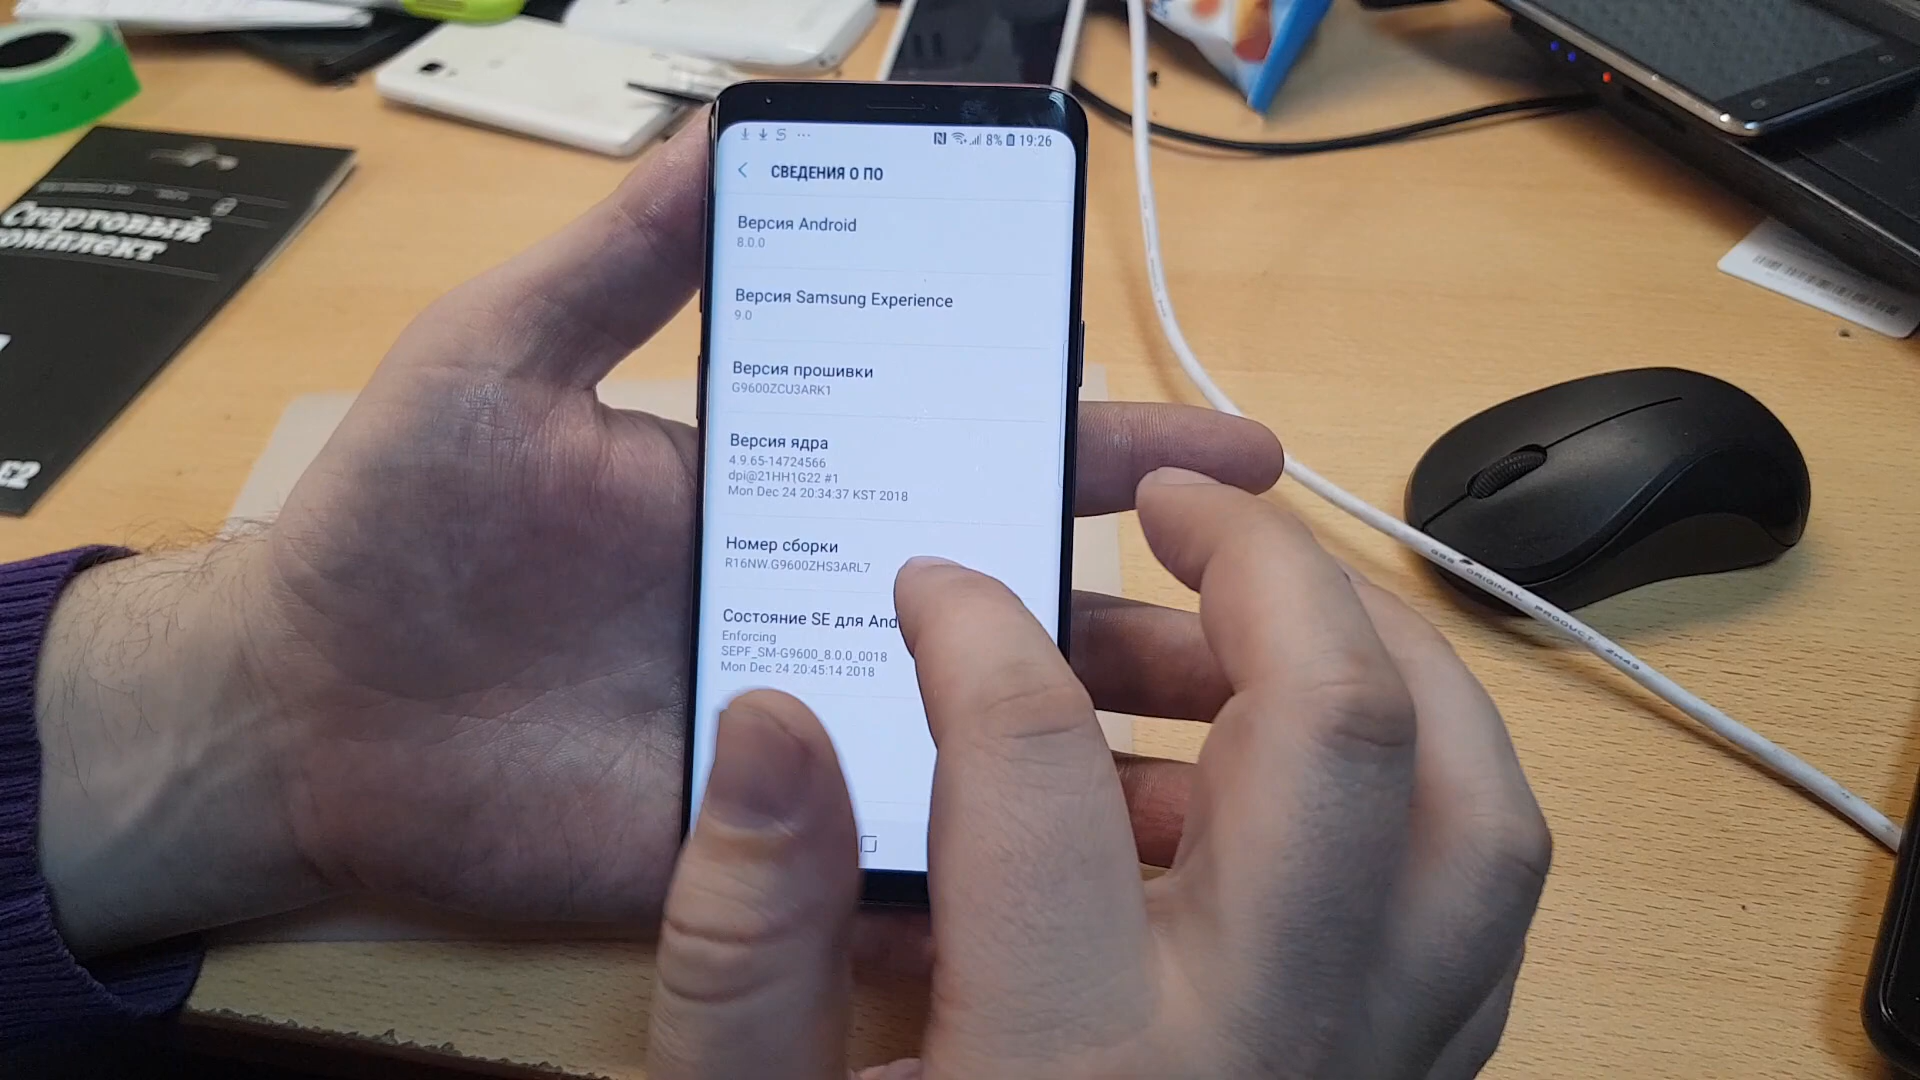 8% 19:26
СВЕДЕНИЯ О ПО
Версия Android
8.0.0
Версия Samsung Experience
9.0
Версия прошивки
G9600ZCU3ARK1
Версия ядра
4.9.65-14724566
dpi@21HH1G22 #1
Mon Dec 24 20:34:37 KST 2018
Номер сборки
R16NW.G9600ZHS3ARL7
Состояние SE для And
Enforcing
SEPF_SM-G9600_8.0.0_0018
Mon Dec 24 20:45:14 2018
Стартовый
комплект
ORIGINAL PRODUCT